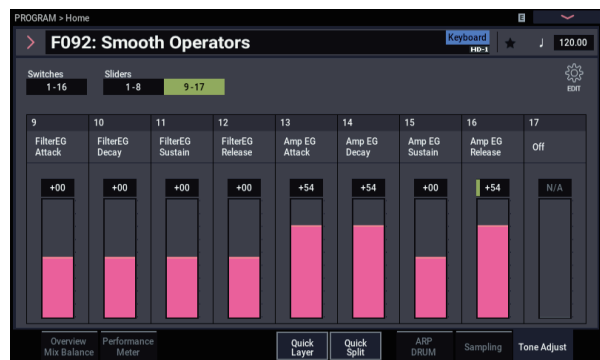 PROGRAM > Home
E
F092: Smooth Operators
Keyboard
HD-1
♩ 120.00
Switches
Sliders
1-16
1-8
9-17
EDIT
9 10 11 12 13 14 15 16 17
FilterEG Attack
FilterEG Decay
FilterEG Sustain
FilterEG Release
Amp EG Attack
Amp EG Decay
Amp EG Sustain
Amp EG Release
Off
+00 +00 +00 +00 +54 +54 +00 +54 N/A
Overview Mix Balance
Performance Meter
Quick Layer
Quick Split
ARP DRUM
Sampling
Tone Adjust